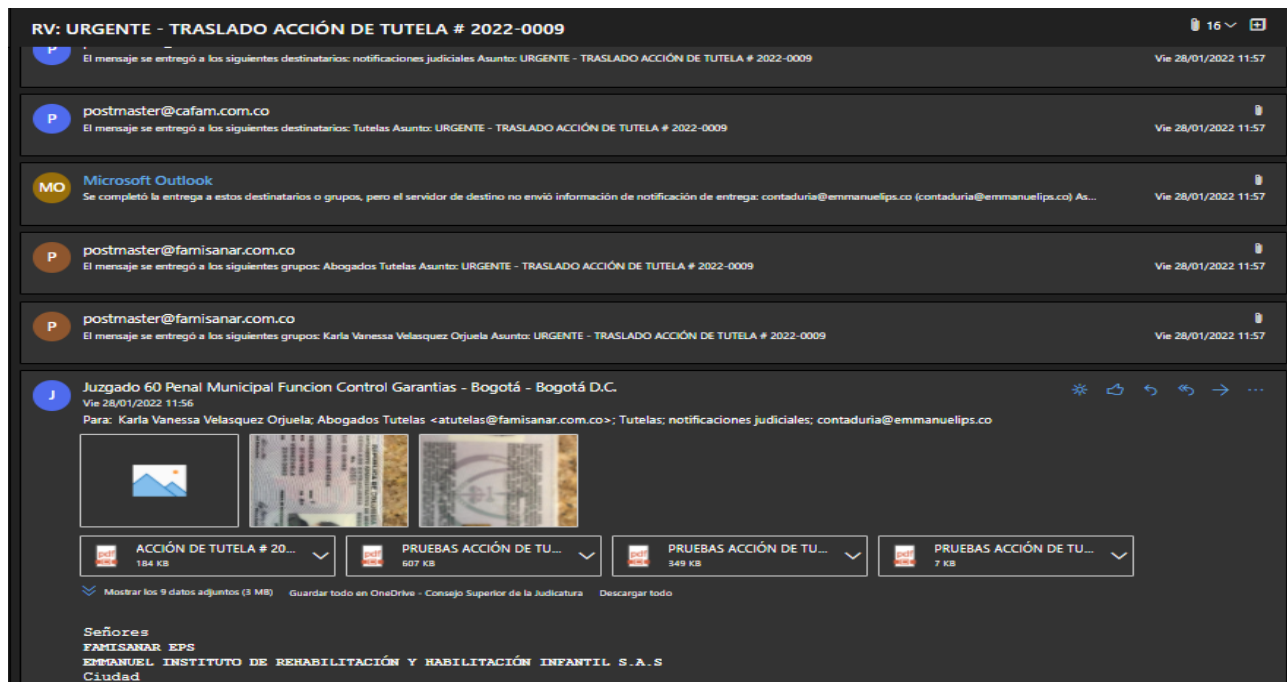 RV: URGENTE - TRASLADO ACCIÓN DE TUTELA # 2022-0009
16
P
El mensaje se entregó a los siguientes destinatarios: notificaciones judiciales Asunto: URGENTE - TRASLADO ACCIÓN DE TUTELA # 2022-0009
Vie 28/01/2022 11:57
P
postmaster@cafam.com.co
El mensaje se entregó a los siguientes destinatarios: Tutelas Asunto: URGENTE - TRASLADO ACCIÓN DE TUTELA # 2022-0009
Vie 28/01/2022 11:57
MO
Microsoft Outlook
Se completó la entrega a estos destinatarios o grupos, pero el servidor de destino no envió información de notificación de entrega: contaduria@emmanuelips.co (contaduria@emmanuelips.co) As...
Vie 28/01/2022 11:57
P
postmaster@famisanar.com.co
El mensaje se entregó a los siguientes grupos: Abogados Tutelas Asunto: URGENTE - TRASLADO ACCIÓN DE TUTELA # 2022-0009
Vie 28/01/2022 11:57
P
postmaster@famisanar.com.co
El mensaje se entregó a los siguientes grupos: Karla Vanessa Velasquez Orjuela Asunto: URGENTE - TRASLADO ACCIÓN DE TUTELA # 2022-0009
Vie 28/01/2022 11:57
J
Juzgado 60 Penal Municipal Funcion Control Garantias - Bogotá - Bogotá D.C.
Vie 28/01/2022 11:56
Para: Karla Vanessa Velasquez Orjuela; Abogados Tutelas <atutelas@famisanar.com.co>; Tutelas; notificaciones judiciales; contaduria@emmanuelips.co
ACCIÓN DE TUTELA # 20...
184 KB
PRUEBAS ACCIÓN DE TU...
607 KB
PRUEBAS ACCIÓN DE TU...
349 KB
PRUEBAS ACCIÓN DE TU...
7 KB
Mostrar los 9 datos adjuntos (3 MB) Guardar todo en OneDrive - Consejo Superior de la Judicatura Descargar todo
Señores
FAMISANAR EPS
EMMANUEL INSTITUTO DE REHABILITACIÓN Y HABILITACIÓN INFANTIL S.A.S
Ciudad